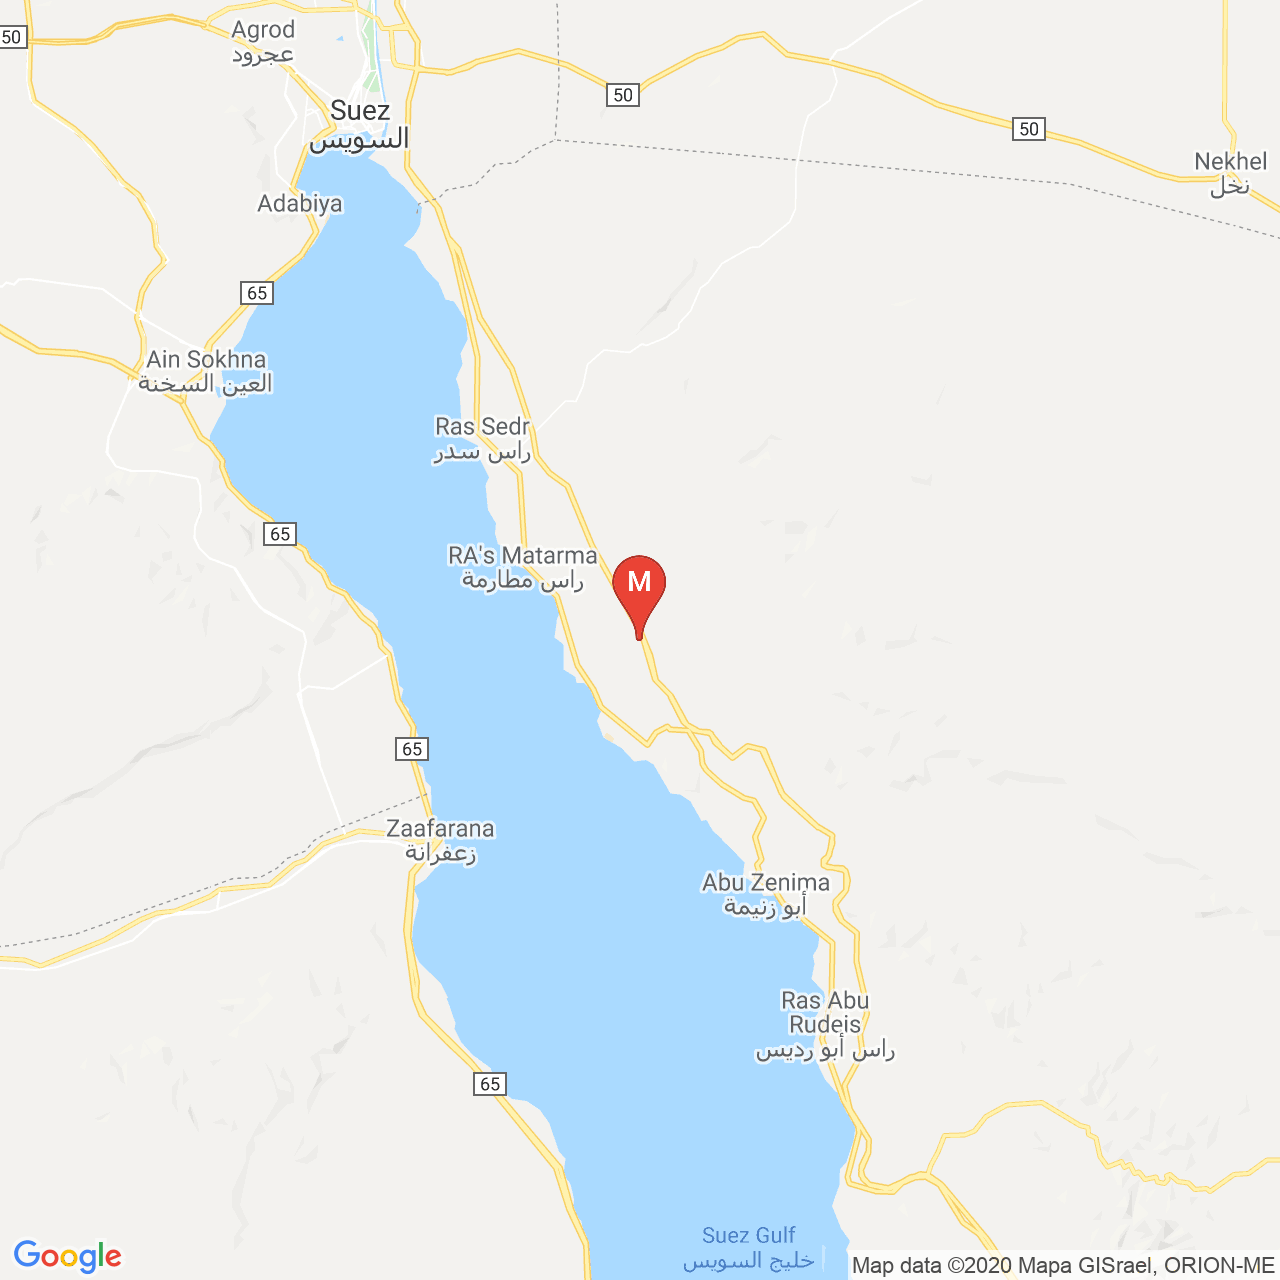 Agrod
عجرود
50
50
50
Suez
السويس
Nekhel
نخل
Adabiya
65
Ain Sokhna
العين السخنة
Ras Sedr
راس سدر
65
RA's Matarma
راس مطارمة
M
65
Zaafarana
زعفرانة
Abu Zenima
أبو زنيمة
Ras Abu
Rudeis
راس أبو رديس
65
Suez Gulf
خليج السويس
Google
Map data ©2020 Mapa GISrael, ORION-ME